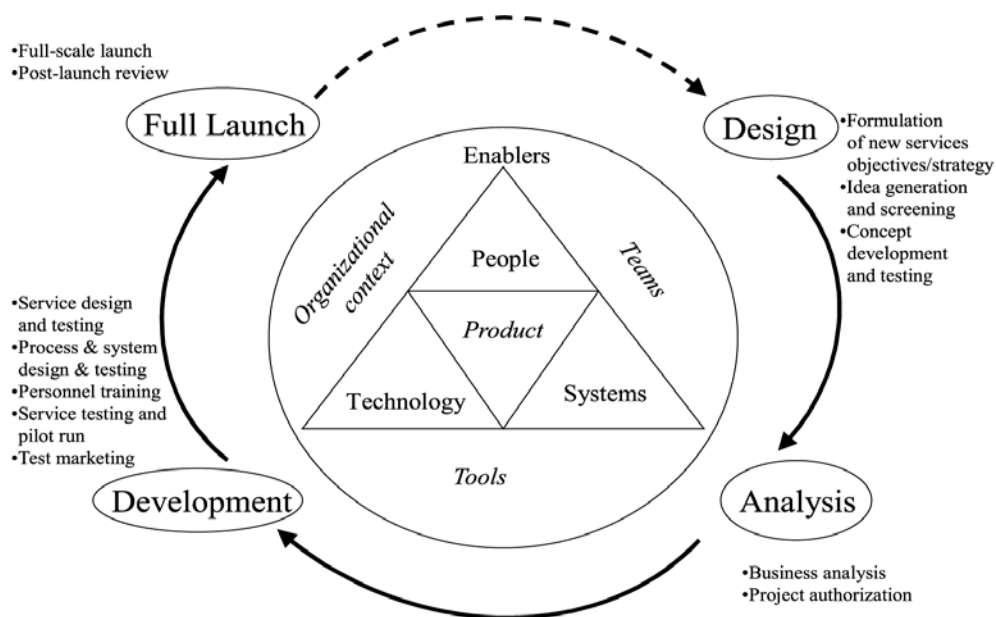 •Full-scale launch
•Post-launch review
Full Launch
Design
•Formulation
of new services
objectives/strategy
•Idea generation
and screening
•Concept
development
and testing
Enablers
Organizational
context
Teams
People
Product
Technology
Systems
Tools
•Service design
and testing
•Process & system
design & testing
•Personnel training
•Service testing and
pilot run
•Test marketing
Development
Analysis
•Business analysis
•Project authorization